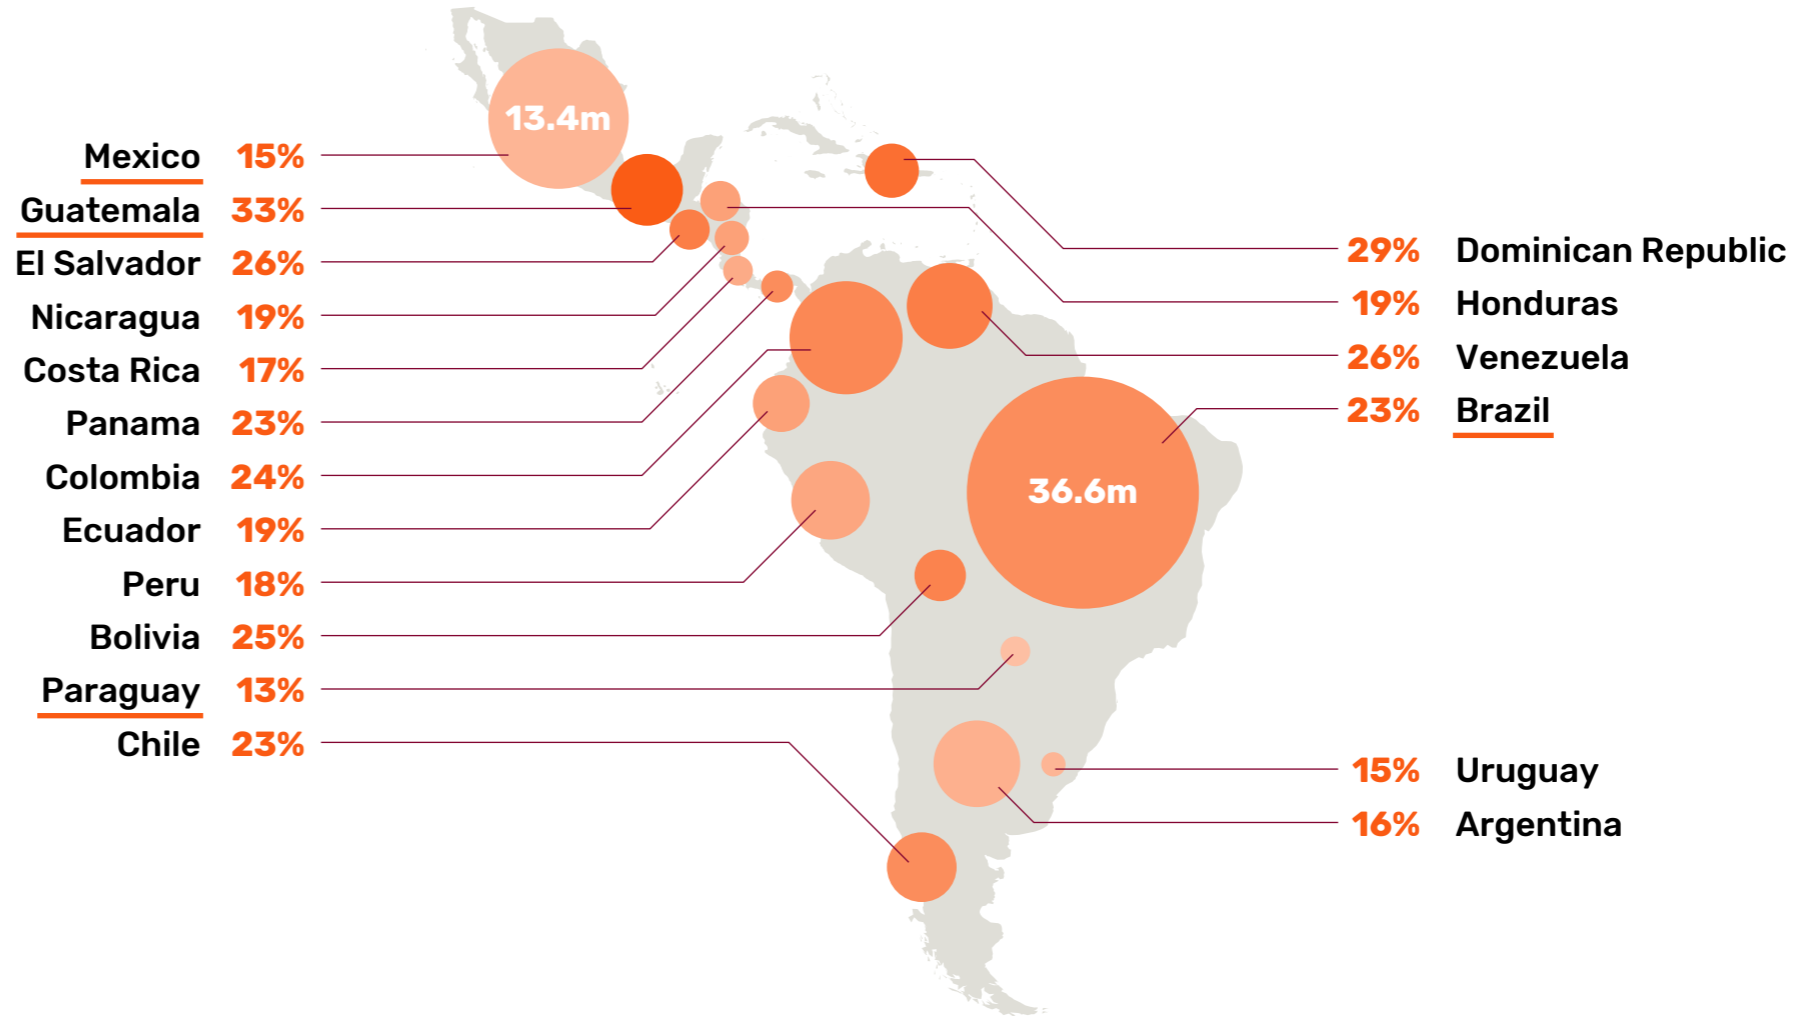 13.4m
Mexico 15%
Guatemala 33%
El Salvador 26%
Nicaragua 19%
Costa Rica 17%
Panama 23%
Colombia 24%
Ecuador 19%
Peru 18%
Bolivia 25%
Paraguay 13%
Chile 23%
36.6m
29% Dominican Republic
19% Honduras
26% Venezuela
23% Brazil
15% Uruguay
16% Argentina